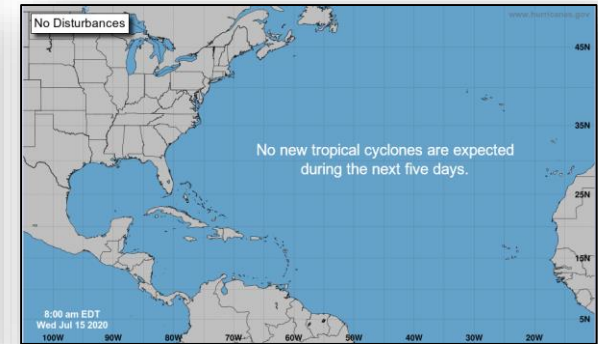 No Disturbances
www.hurricanes.gov
45N
35N
No new tropical cyclones are expected
during the next five days.
25N
15N
8:00 am EDT
Wed Jul 15 2020
5N
100W 90W 80W 70W 60W 50W 40W 30W 20W